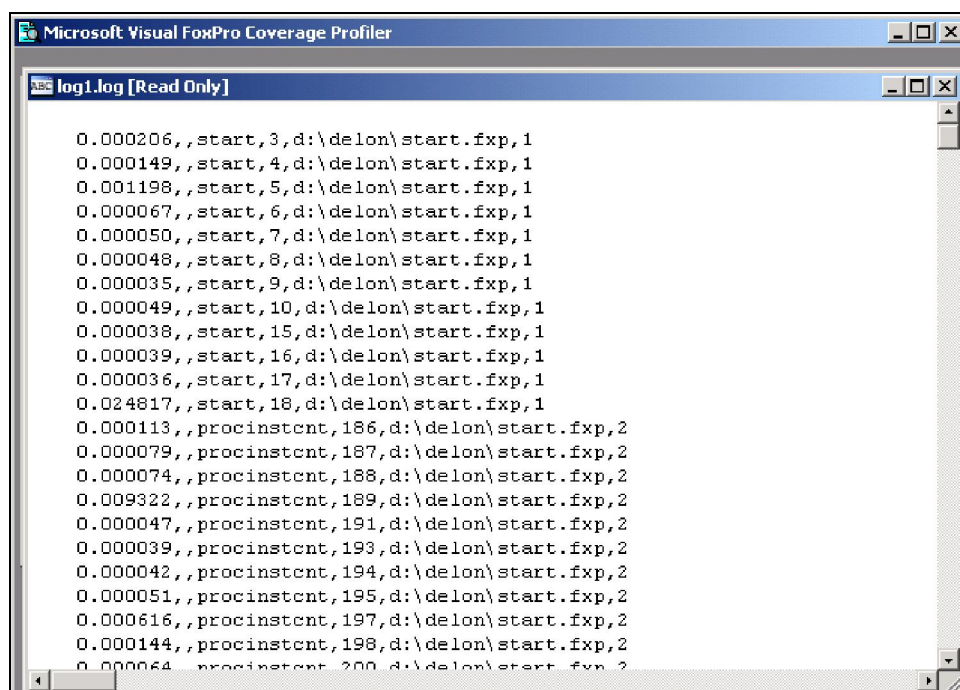 Microsoft Visual FoxPro Coverage Profiler
log1.log [Read Only]
0.000206,,start,3,d:\delon\start.fxp,1
0.000149,,start,4,d:\delon\start.fxp,1
0.001198,,start,5,d:\delon\start.fxp,1
0.000067,,start,6,d:\delon\start.fxp,1
0.000050,,start,7,d:\delon\start.fxp,1
0.000048,,start,8,d:\delon\start.fxp,1
0.000035,,start,9,d:\delon\start.fxp,1
0.000049,,start,10,d:\delon\start.fxp,1
0.000038,,start,15,d:\delon\start.fxp,1
0.000039,,start,16,d:\delon\start.fxp,1
0.000036,,start,17,d:\delon\start.fxp,1
0.024817,,start,18,d:\delon\start.fxp,1
0.000113,,procinstcnt,186,d:\delon\start.fxp,2
0.000079,,procinstcnt,187,d:\delon\start.fxp,2
0.000074,,procinstcnt,188,d:\delon\start.fxp,2
0.009322,,procinstcnt,189,d:\delon\start.fxp,2
0.000047,,procinstcnt,191,d:\delon\start.fxp,2
0.000039,,procinstcnt,193,d:\delon\start.fxp,2
0.000042,,procinstcnt,194,d:\delon\start.fxp,2
0.000051,,procinstcnt,195,d:\delon\start.fxp,2
0.000616,,procinstcnt,197,d:\delon\start.fxp,2
0.000144,,procinstcnt,198,d:\delon\start.fxp,2
0.000064,,procinstcnt,200,d:\delon\start.fxp,2